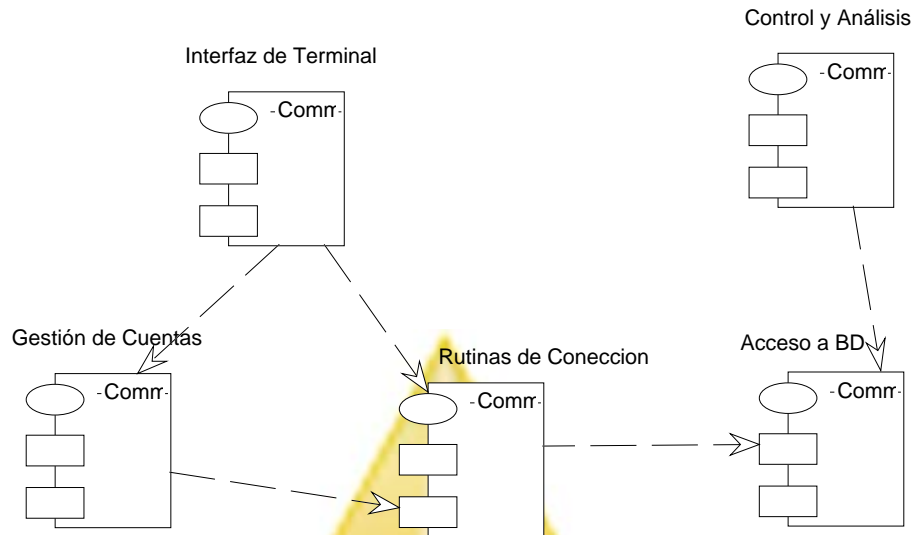 Control y Análisis
Interfaz de Terminal
-Comm-
-Comm-
Gestión de Cuentas
Rutinas de Coneccion
Acceso a BD
-Comm-
-Comm-
-Comm-